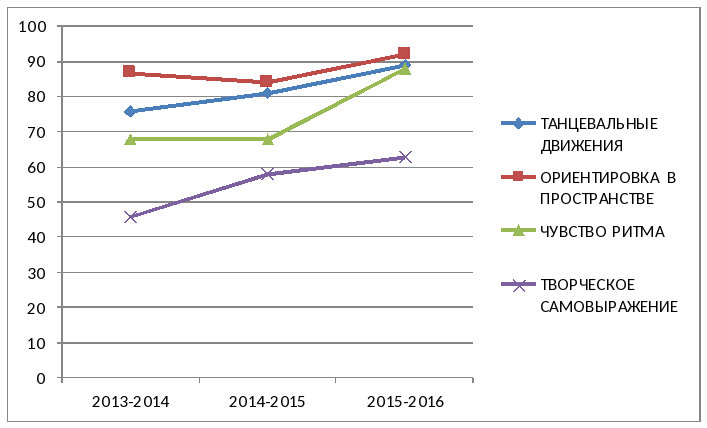 100
90
80
70
60
50
40
30
20
10
0
2013-2014
2014-2015
2015-2016
ТАНЦЕВАЛЬНЫЕ
ДВИЖЕНИЯ
ОРИЕНТИРОВКА В
ПРОСТРАНСТВЕ
ЧУВСТВО РИТМА
ТВОРЧЕСКОЕ
САМОВЫРАЖЕНИЕ